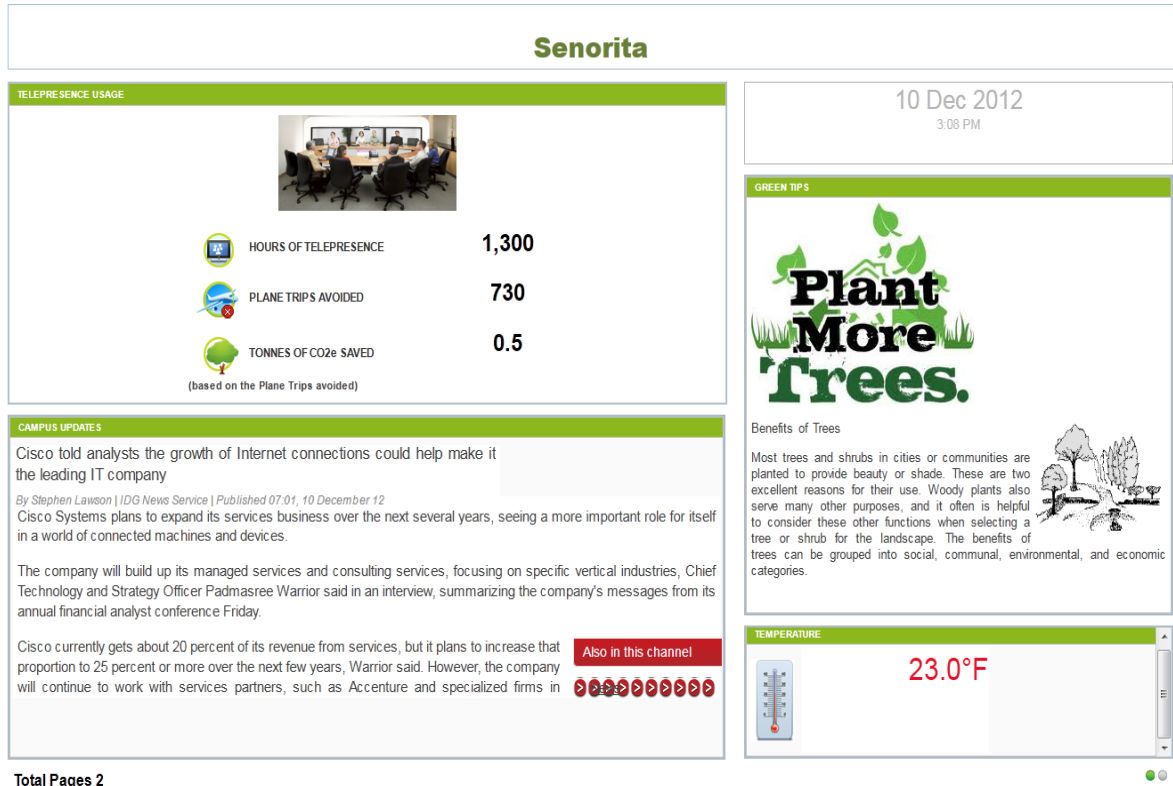 Senorita
TELEPRESENCE USAGE
HOURS OF TELEPRESENCE 1,300
PLANE TRIPS AVOIDED 730
TONNES OF CO2e SAVED 0.5
(based on the Plane Trips avoided)
CAMPUS UPDATES
Cisco told analysts the growth of Internet connections could help make it
the leading IT company
By Stephen Lawson | IDG News Service | Published 07:01, 10 December 12
Cisco Systems plans to expand its services business over the next several years, seeing a more important role for itself
in a world of connected machines and devices.
The company will build up its managed services and consulting services, focusing on specific vertical industries, Chief
Technology and Strategy Officer Padmasree Warrior said in an interview, summarizing the company's messages from its
annual financial analyst conference Friday.
Cisco currently gets about 20 percent of its revenue from services, but it plans to increase that
proportion to 25 percent or more over the next few years, Warrior said. However, the company
will continue to work with services partners, such as Accenture and specialized firms in
Also in this channel
10 Dec 2012
3:08 PM
GREEN TIPS
Plant
More
Trees.
Benefits of Trees
Most trees and shrubs in cities or communities are
planted to provide beauty or shade. These are two
excellent reasons for their use. Woody plants also
serve many other purposes, and it often is helpful
to consider these other functions when selecting a
tree or shrub for the landscape. The benefits of
trees can be grouped into social, communal, environmental, and economic
categories.
TEMPERATURE
23.0°F
Total Pages 2